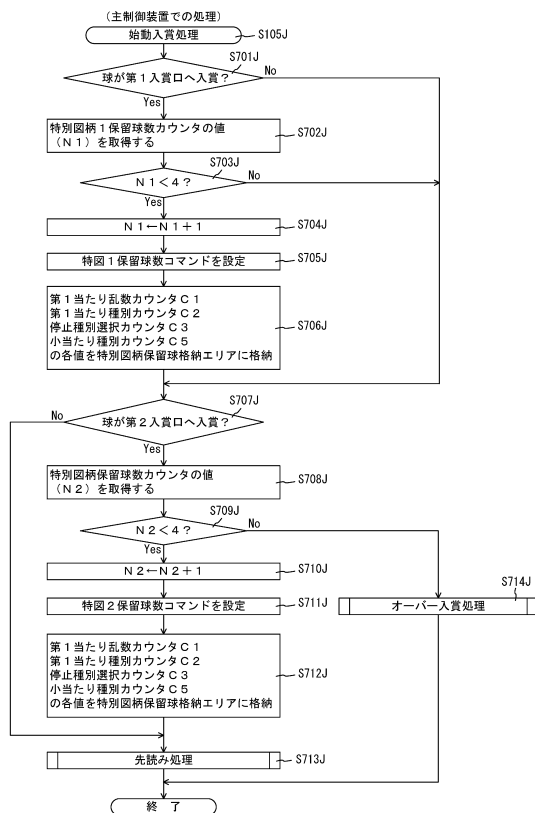 (主制御装置での処理)
始動入賞処理
S105J
球が第1入賞口へ入賞?
S701J
No
Yes
特別図柄1保留球数カウンタの値
(N1)を取得する
S702J
N1<4?
S703J
No
Yes
N1←N1+1
S704J
特図1保留球数コマンドを設定
S705J
第1当たり乱数カウンタC1
第1当たり種別カウンタC2
停止種別選択カウンタC3
小当たり種別カウンタC5
の各値を特別図柄保留球格納エリアに格納
S706J
球が第2入賞口へ入賞?
S707J
No
Yes
特別図柄保留球数カウンタの値
(N2)を取得する
S708J
N2<4?
S709J
No
Yes
N2←N2+1
S710J
特図2保留球数コマンドを設定
S711J
オーバー入賞処理
S714J
第1当たり乱数カウンタC1
第1当たり種別カウンタC2
停止種別選択カウンタC3
小当たり種別カウンタC5
の各値を特別図柄保留球格納エリアに格納
S712J
先読み処理
S713J
終 了